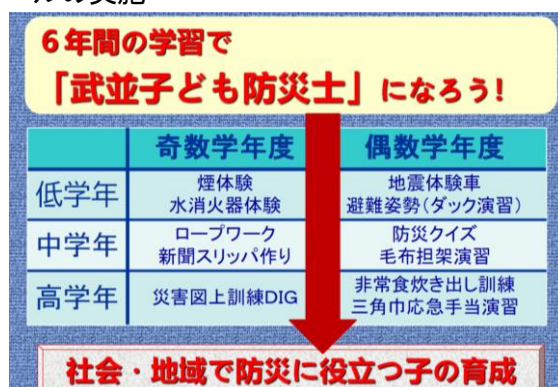 ６年間の学習で
「武並子ども防災士」になろう!
奇数学年度 偶数学年度
低学年 煙体験 地震体験車
水消火器体験 避難姿勢(ダック演習)
中学年 ロープワーク 防災クイズ
新聞スリッパ作り 毛布担架演習
高学年 災害図上訓練DIG 非常食炊き出し訓練
三角巾応急手当演習
社会・地域で防災に役立つ子の育成